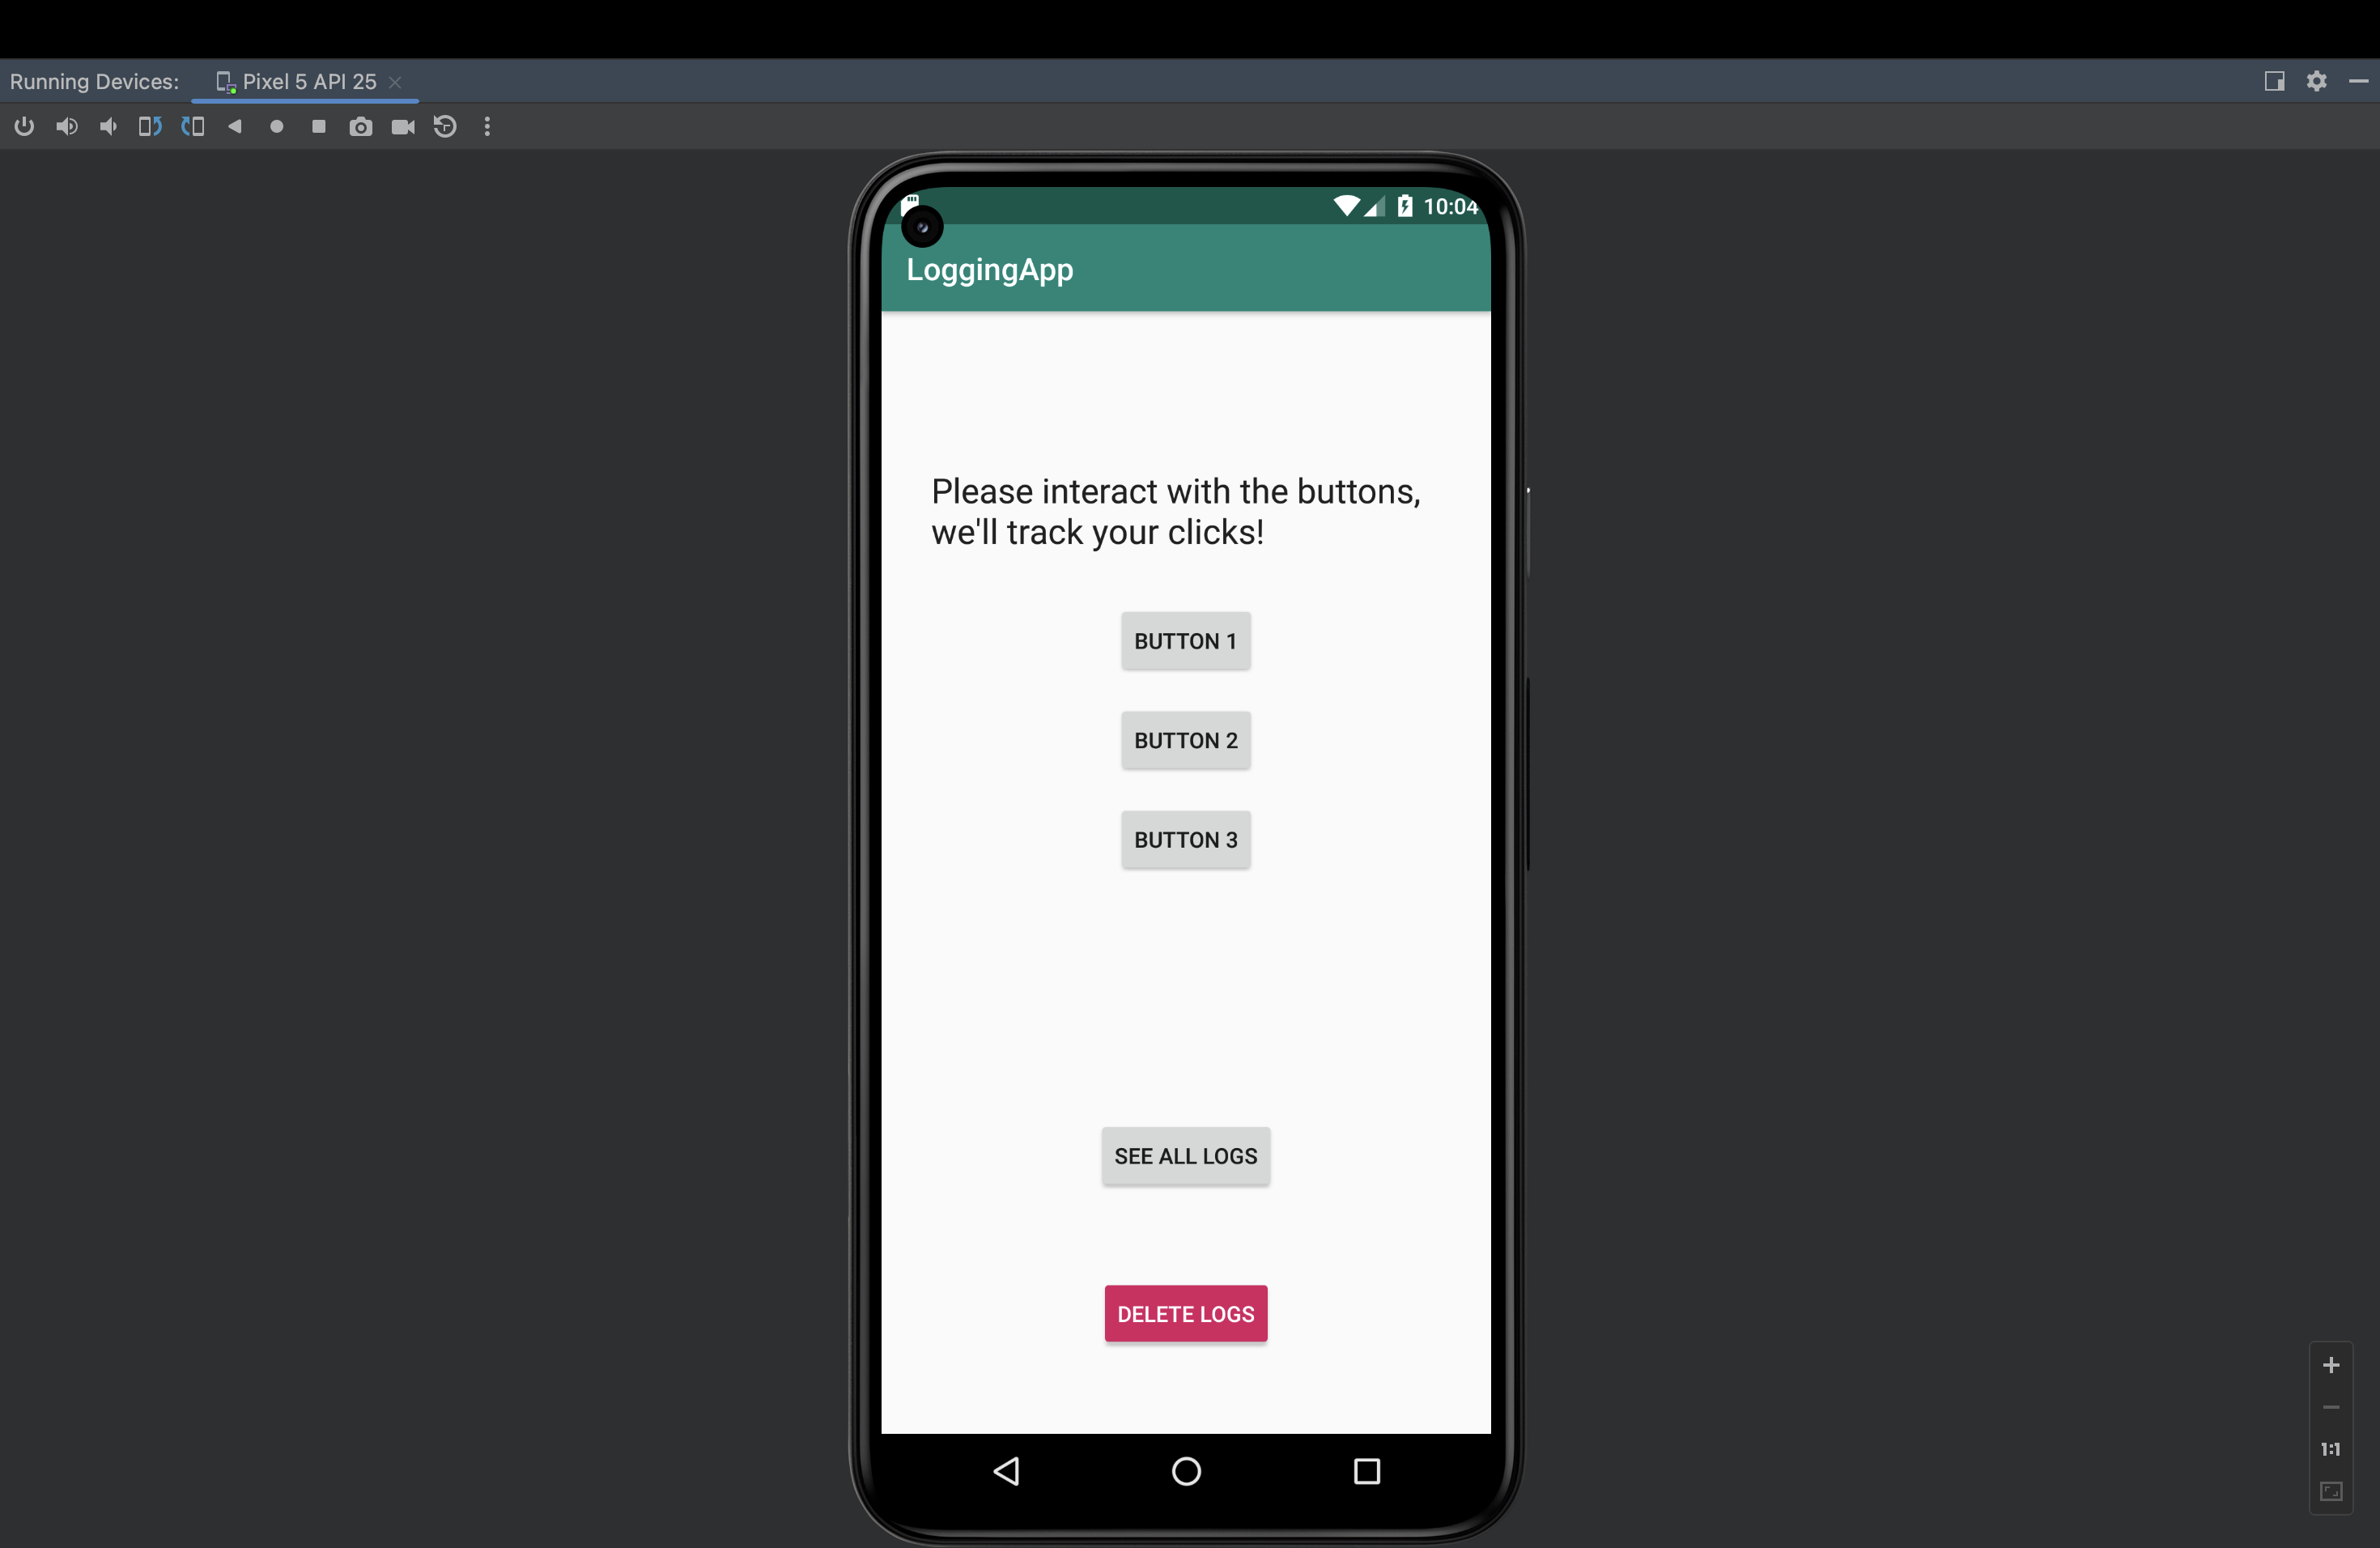 Running Devices: Pixel 5 API 25
10:04
LoggingApp
Please interact with the buttons,
we'll track your clicks!
BUTTON 1
BUTTON 2
BUTTON 3
SEE ALL LOGS
DELETE LOGS
1:1